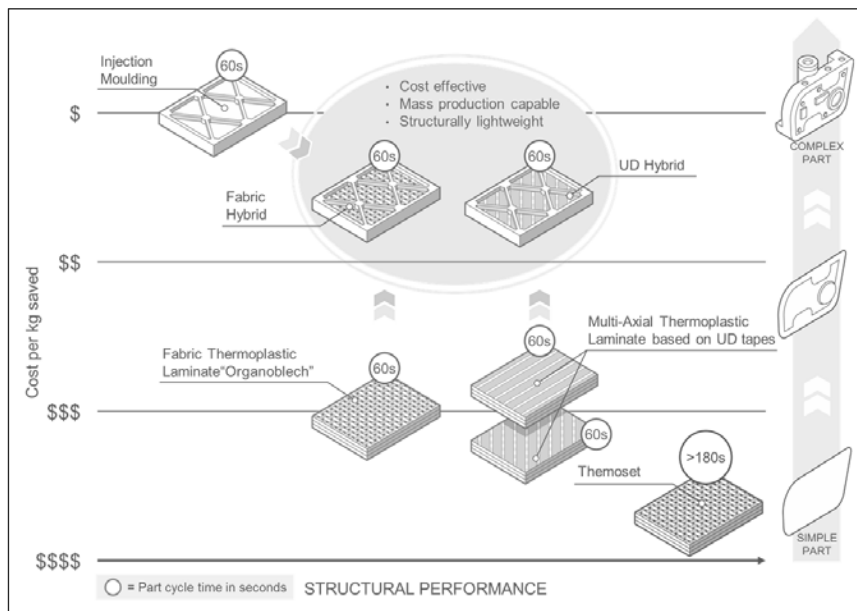 Injection
Moulding
60s
· Cost effective
· Mass production capable
· Structurally lightweight
$
COMPLEX
PART
60s
60s
UD Hybrid
Fabric
Hybrid
$$
Cost per kg saved
Multi-Axial Thermoplastic
Laminate based on UD tapes
Fabric Thermoplastic
Laminate“Organoblech”
60s
60s
$$$
60s
>180s
Themoset
SIMPLE
PART
$$$$
= Part cycle time in seconds
STRUCTURAL PERFORMANCE